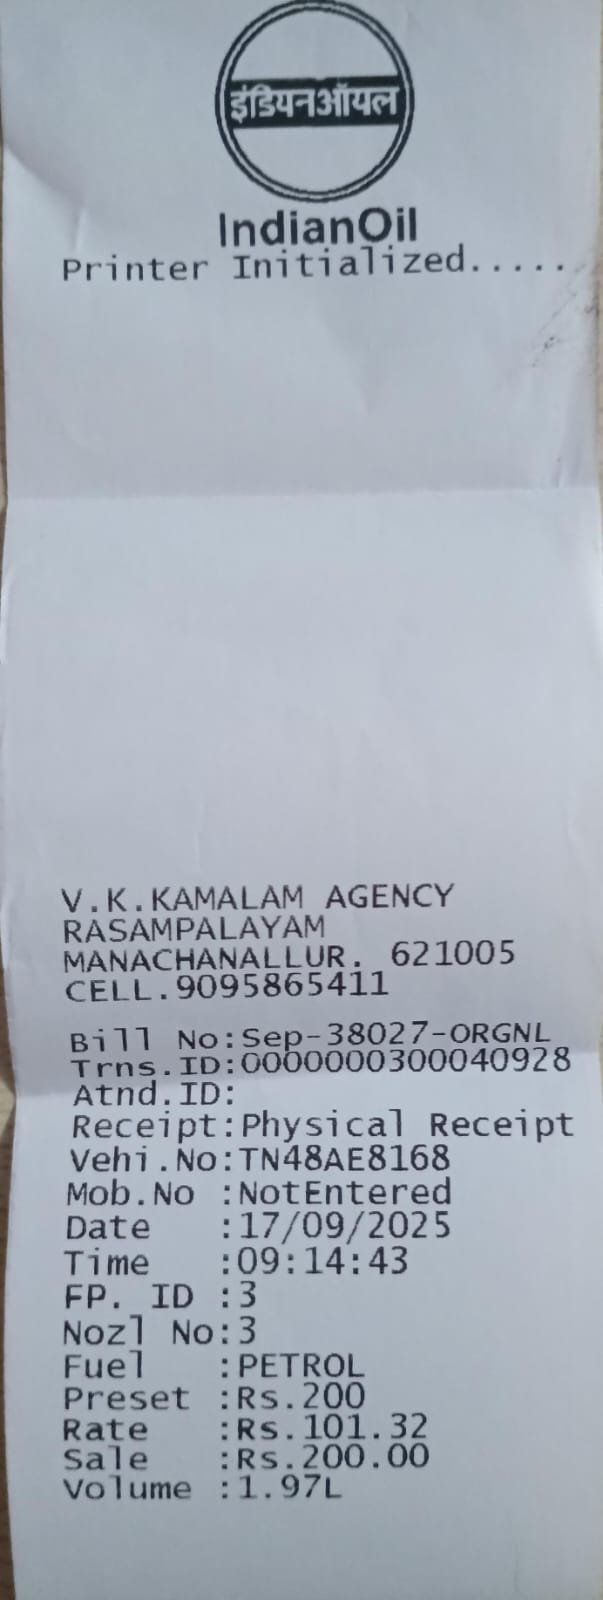 इंडियनऑयल
IndianOil
Printer Initialized.....
V.K.KAMALAM AGENCY
RASAMPALAYAM
MANACHANALLUR. 621005
CELL.9095865411
Bill No:Sep-38027-ORGNL
Trns.ID:0000000300040928
Atnd.ID:
Receipt:Physical Receipt
Vehi.No:TN48AE8168
Mob.No :NotEntered
Date   :17/09/2025
Time   :09:14:43
FP. ID :3
Nozl No:3
Fuel   :PETROL
Preset :Rs.200
Rate   :Rs.101.32
Sale   :Rs.200.00
Volume :1.97L